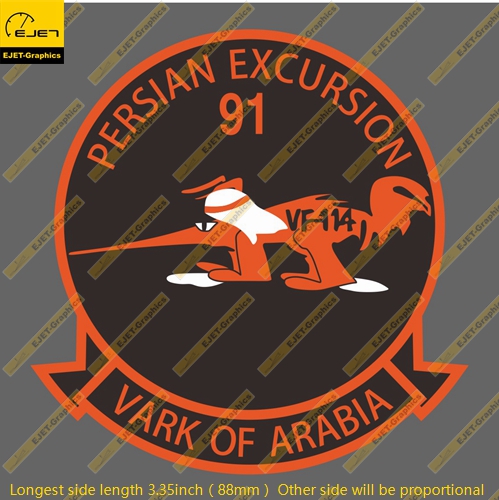 EJET
EJET-Graphics
PERSIAN EXCURSION
91
VF-114
VARK OF ARABIA
Longest side length 3.35inch ( 88mm ) Other side will be proportional